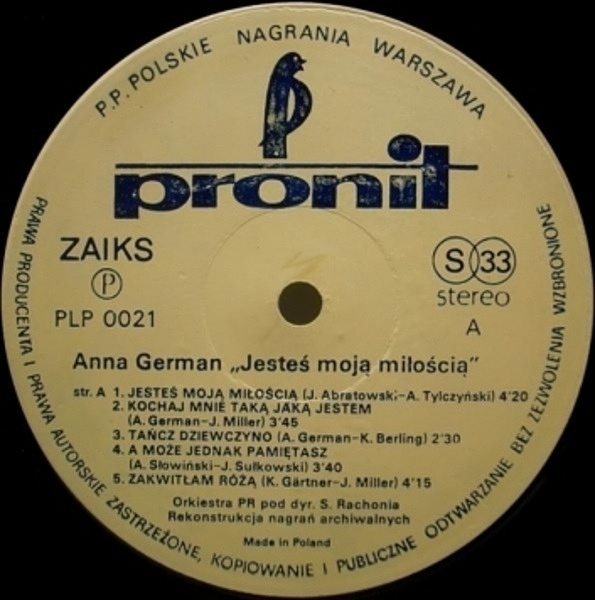 P.P. POLSKIE NAGRANIA WARSZAWA
pronit
ZAIKS
P
PLP 0021
S 33
stereo
A
Anna German „Jesteś moją miłością”
str. A 1. JESTEŚ MOJĄ MIŁOŚCIĄ (J. Abratowski-A. Tylczyński) 4'20
2. KOCHAJ MNIE TAKĄ JAKĄ JESTEM
(A. German-J. Miller) 3'45
3. TAŃCZ DZIEWCZYNO (A. German-K. Berling) 2'30
4. A MOŻE JEDNAK PAMIĘTASZ
(A. Słowiński-J. Sułkowski) 3'40
5. ZAKWITŁAM RÓŻĄ (K. Gärtner-J. Miller) 4'15
Orkiestra PR pod dyr. S. Rachonia
Rekonstrukcja nagrań archiwalnych
Made in Poland
PRAWA PRODUCENTA I PRAWA AUTORSKIE ZASTRZEŻONE, KOPIOWANIE I PUBLICZNE ODTWARZANIE BEZ ZEZWOLENIA WZBRONIONE